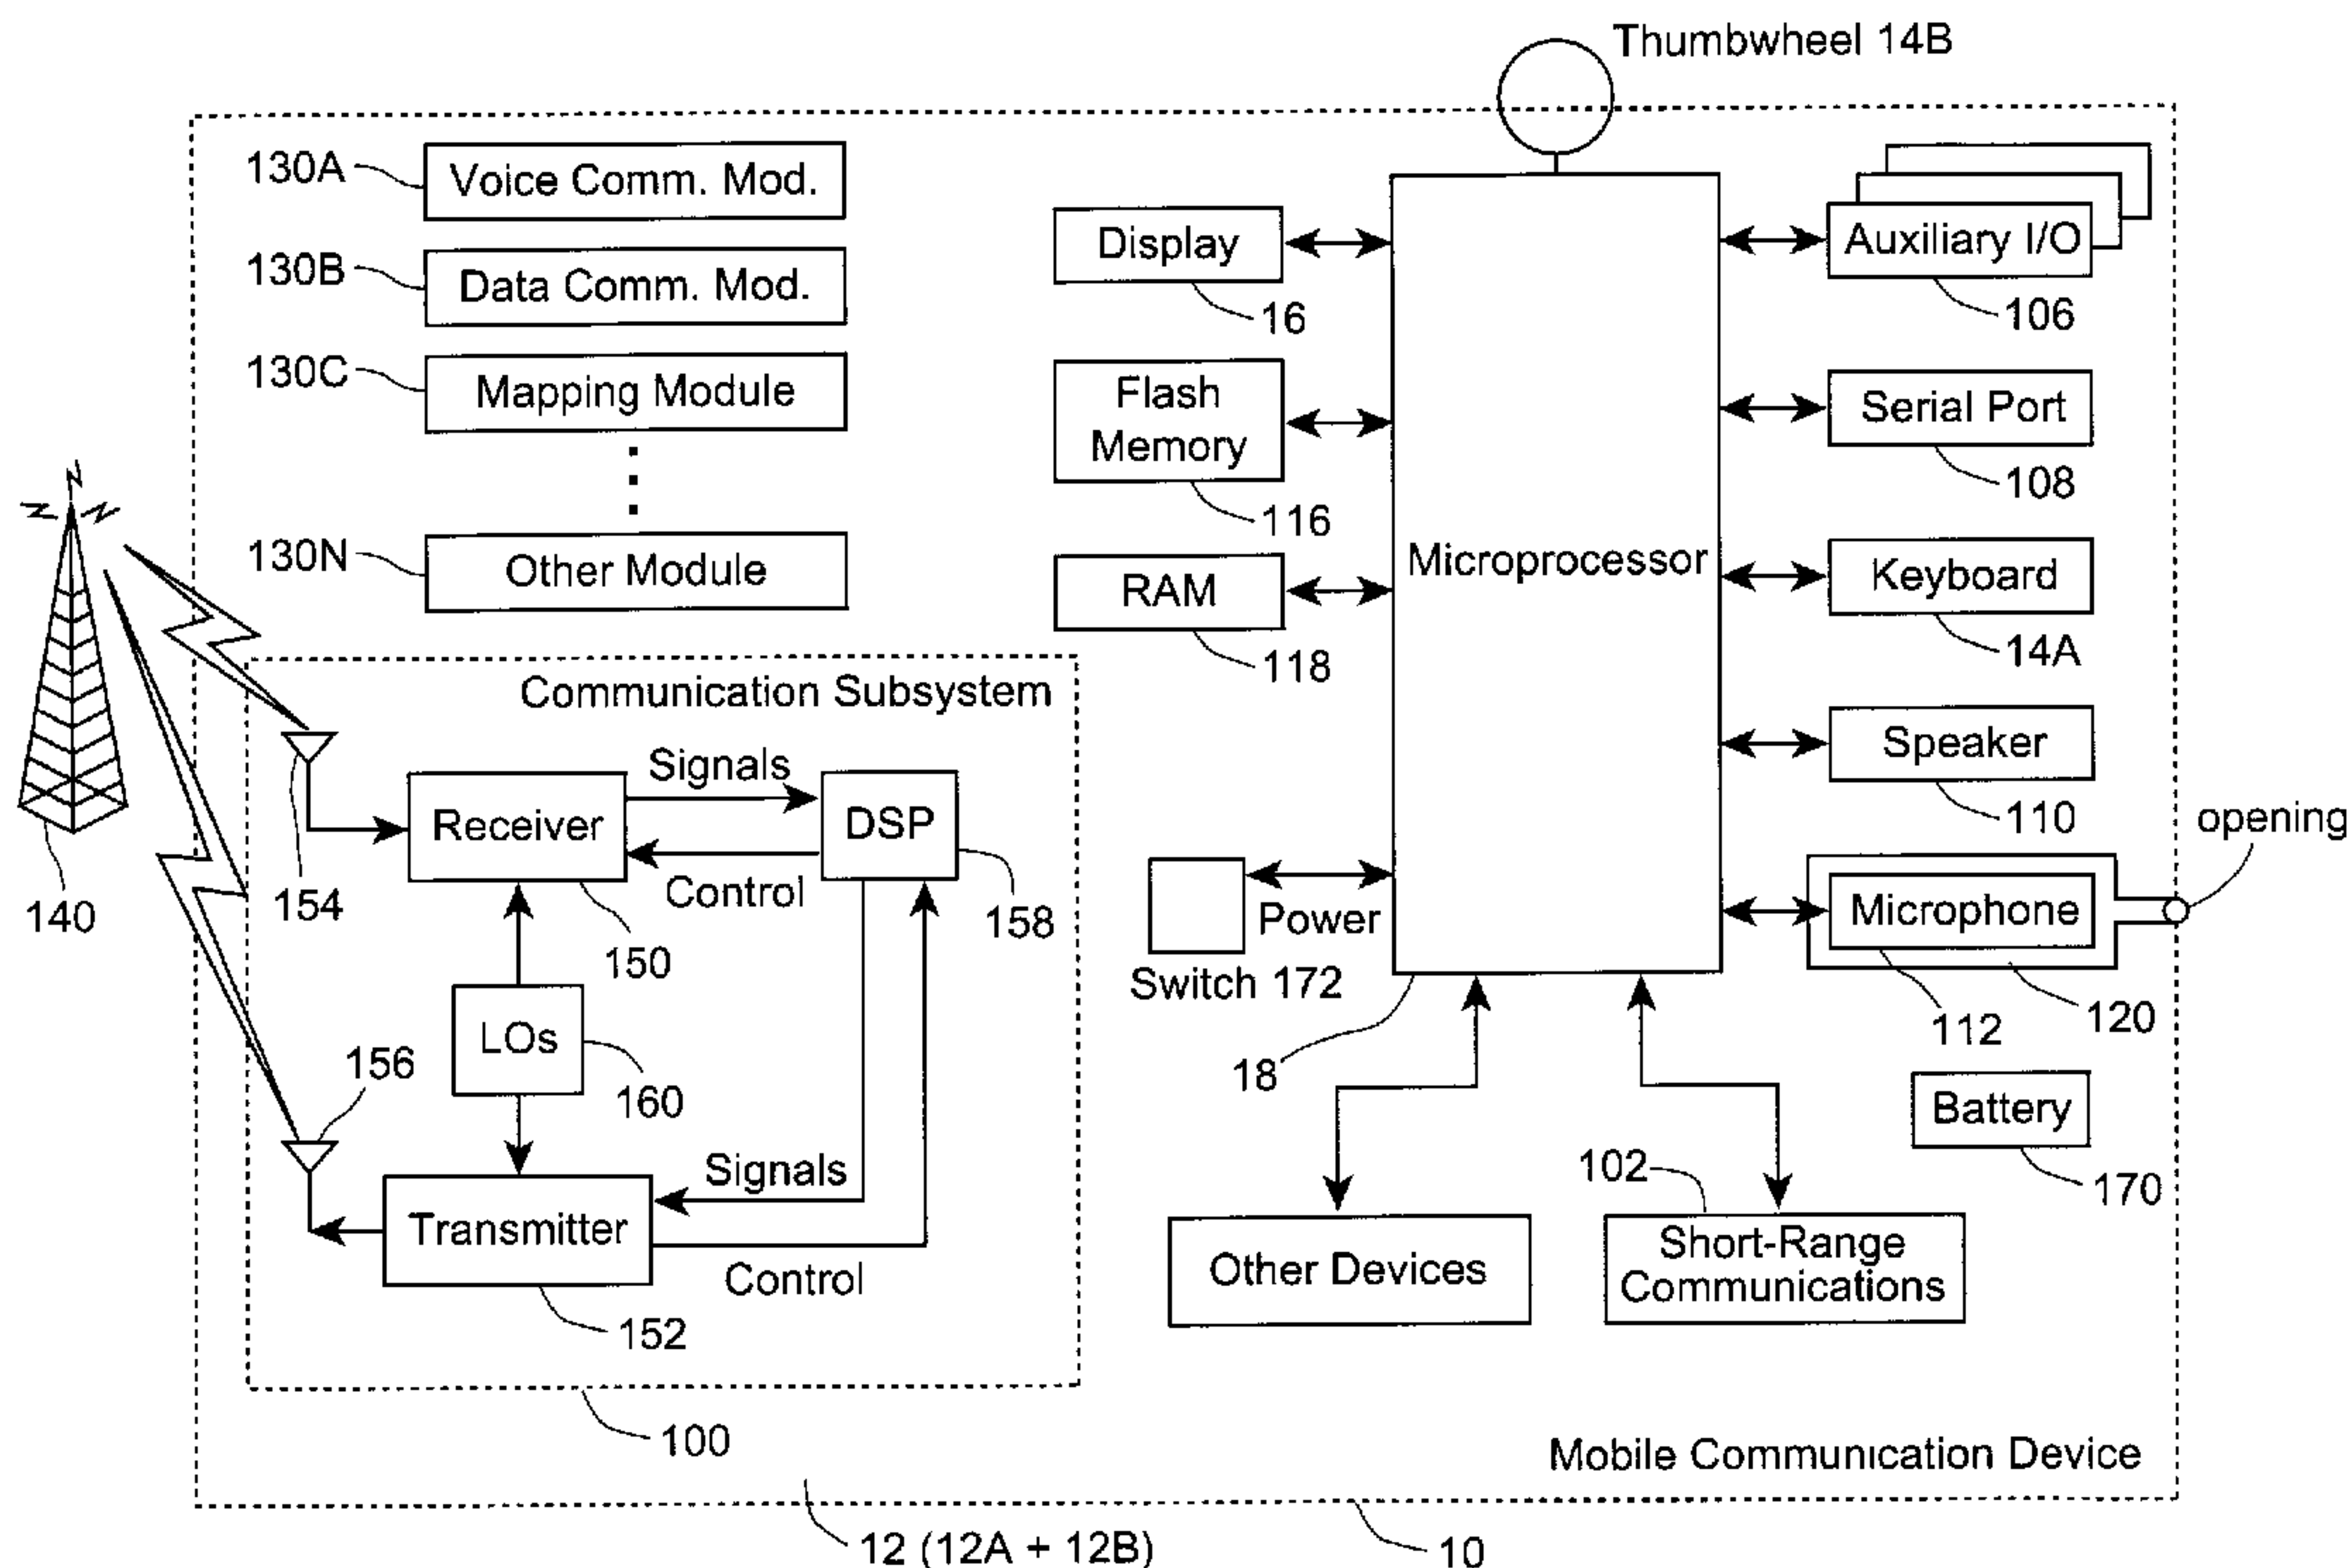 Thumbwheel 14B
130A
Voice Comm. Mod.
130B
Data Comm. Mod.
130C
Mapping Module
130N
Other Module
Display
16
Flash
Memory
116
RAM
118
Microprocessor
18
Auxiliary I/O
106
Serial Port
108
Keyboard
14A
Speaker
110
opening
Microphone
112
120
Battery
170
Power
Switch 172
Other Devices
102
Short-Range
Communications
Communication Subsystem
140
154
Receiver
150
Signals
Control
DSP
158
LOs
160
156
Transmitter
152
Signals
Control
100
Mobile Communication Device
12 (12A + 12B)
10